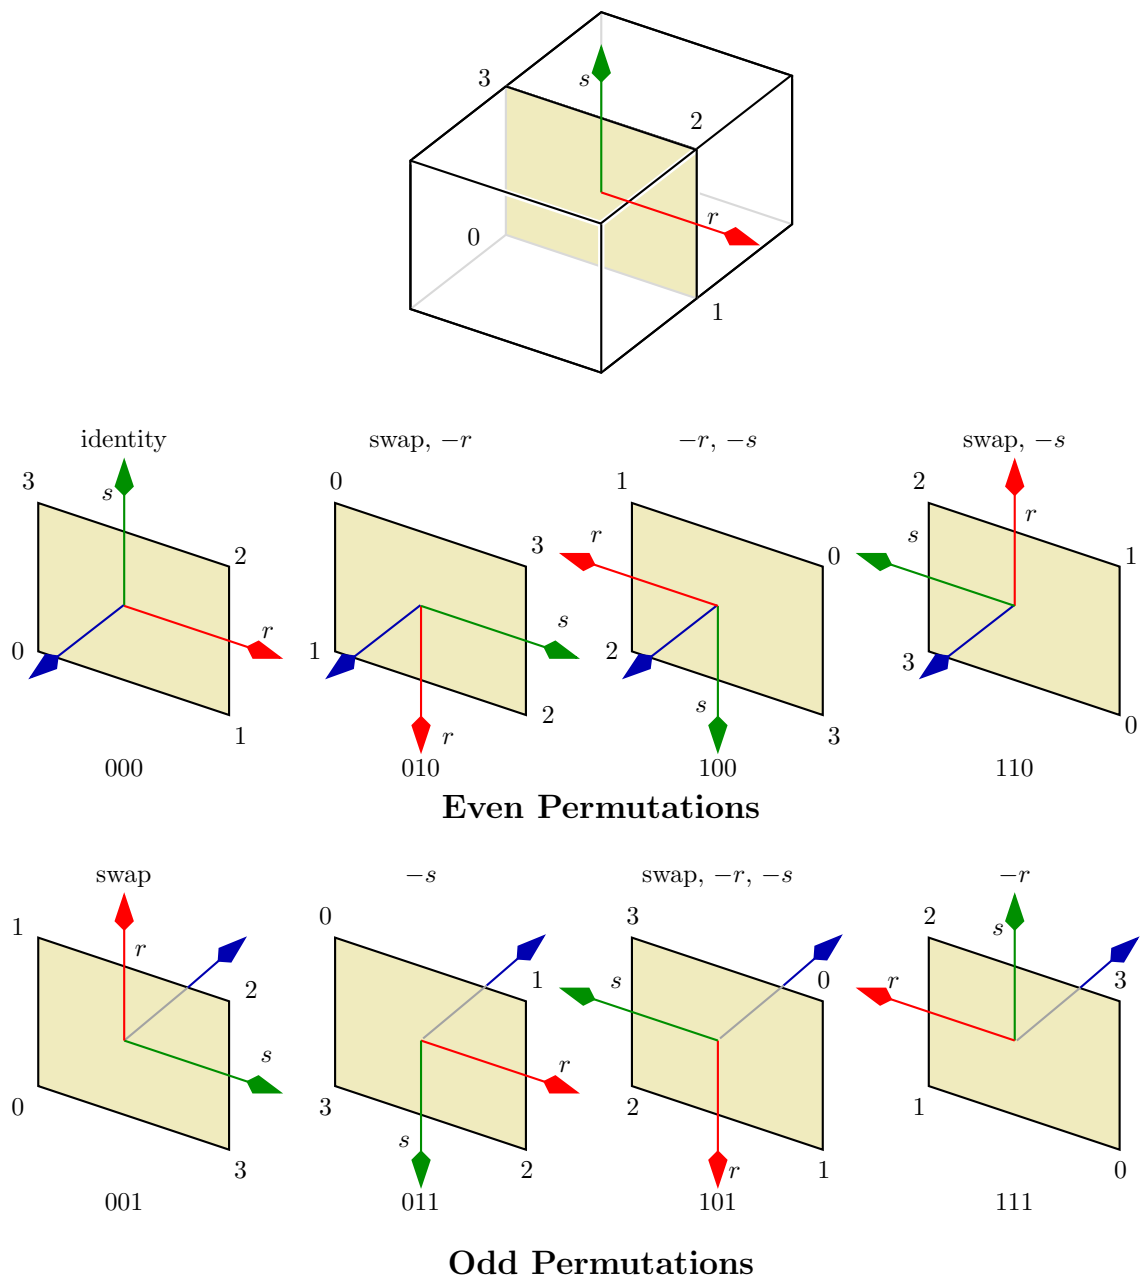 3
s
2
r
0
1
identity
swap, −r
−r, −s
swap, −s
3
s
2
r
0
1
0
3
s
1
r
2
1
r
0
2
s
3
2
s
r
1
3
0
000
010
100
110
Even Permutations
swap
−s
swap, −r, −s
−r
1
r
2
s
0
3
0
1
r
3
s
2
3
s
0
2
r
1
2
s
3
r
1
0
001
011
101
111
Odd Permutations